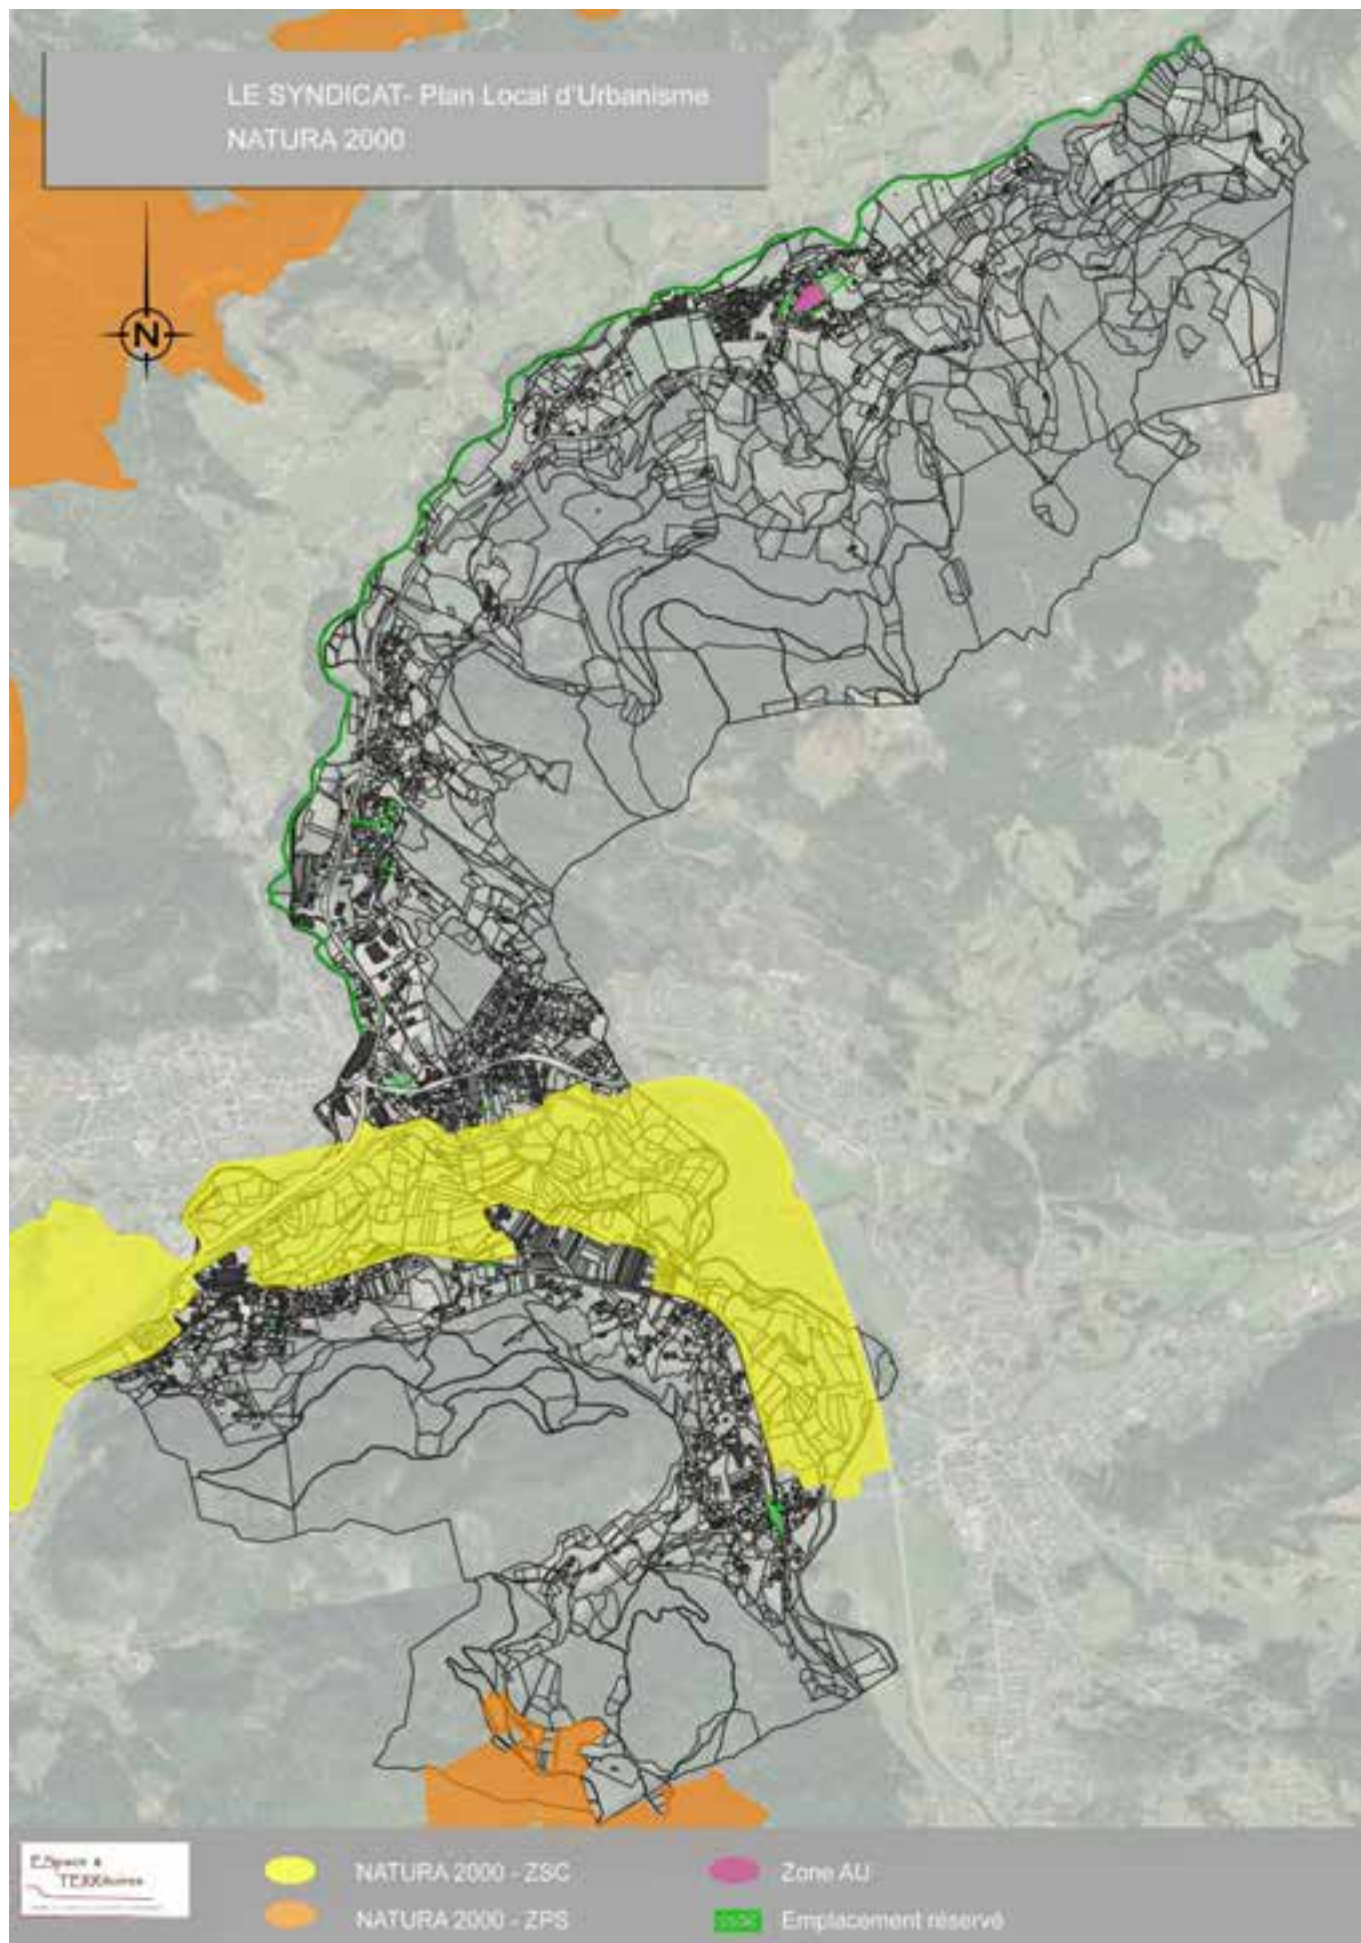 LE SYNDICAT- Plan Local d'Urbanisme
NATURA 2000
N
ESpace &
TERRitoires
NATURA 2000 - ZSC
Zone AU
NATURA 2000 - ZPS
Emplacement réservé